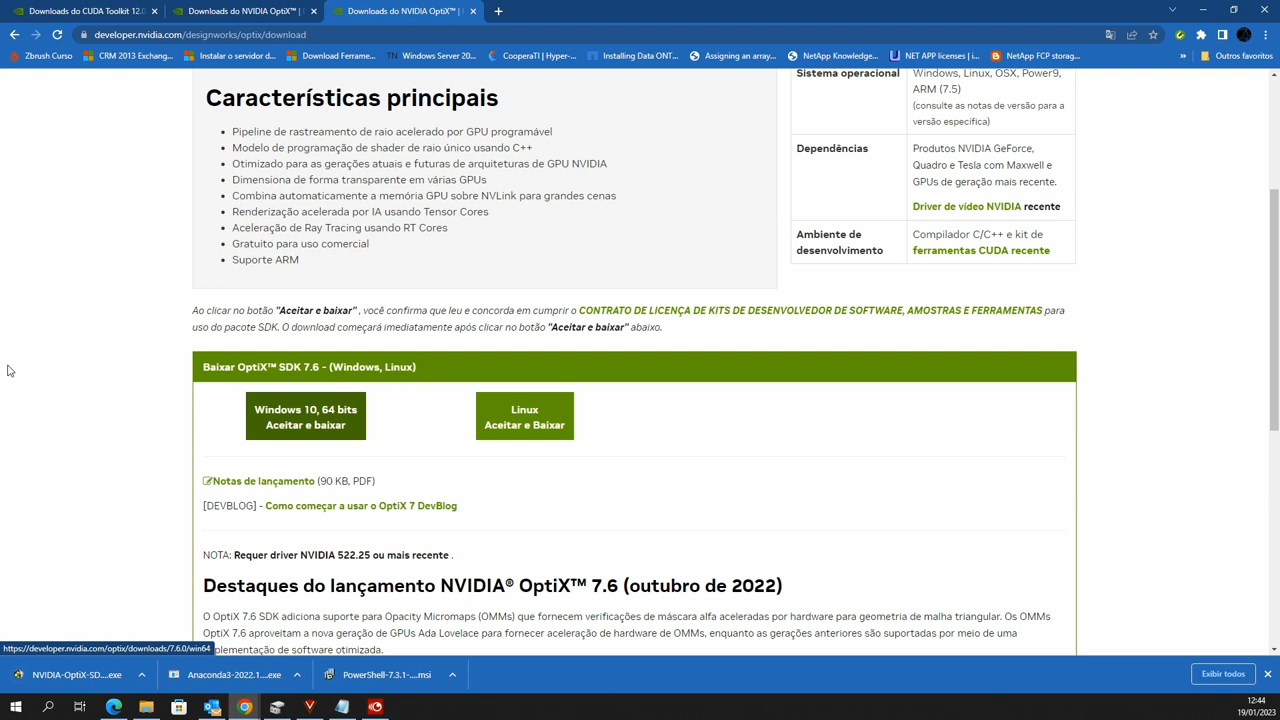 Downloads do CUDA Toolkit 12.0
Downloads do NVIDIA OptiX™ |
Downloads do NVIDIA OptiX™ |
developer.nvidia.com/designworks/optix/download
Zbrush Curso
CRM 2013 Exchang...
Instalar o servidor d...
Download Ferrame...
TN Windows Server 20...
CooperaTI | Hyper-...
Installing Data ONT...
Assigning an array...
NetApp Knowledge...
NET APP licenses | i...
NetApp FCP storag...
»
Outros favoritos
Características principais
• Pipeline de rastreamento de raio acelerado por GPU programável
• Modelo de programação de shader de raio único usando C++
• Otimizado para as gerações atuais e futuras de arquiteturas de GPU NVIDIA
• Dimensiona de forma transparente em várias GPUs
• Combina automaticamente a memória GPU sobre NVLink para grandes cenas
• Renderização acelerada por IA usando Tensor Cores
• Aceleração de Ray Tracing usando RT Cores
• Gratuito para uso comercial
• Suporte ARM
Sistema operacional
Windows, Linux, OSX, Power9,
ARM (7.5)
(consulte as notas de versão para a
versão específica)
Dependências
Produtos NVIDIA GeForce,
Quadro e Tesla com Maxwell e
GPUs de geração mais recente.
Driver de vídeo NVIDIA recente
Ambiente de
desenvolvimento
Compilador C/C++ e kit de
ferramentas CUDA recente
Ao clicar no botão "Aceitar e baixar" , você confirma que leu e concorda em cumprir o CONTRATO DE LICENÇA DE KITS DE DESENVOLVEDOR DE SOFTWARE, AMOSTRAS E FERRAMENTAS para
uso do pacote SDK. O download começará imediatamente após clicar no botão "Aceitar e baixar" abaixo.
Baixar OptiX™ SDK 7.6 - (Windows, Linux)
Windows 10, 64 bits
Aceitar e baixar
Linux
Aceitar e Baixar
Notas de lançamento (90 KB, PDF)
[DEVBLOG] - Como começar a usar o OptiX 7 DevBlog
NOTA: Requer driver NVIDIA 522.25 ou mais recente .
Destaques do lançamento NVIDIA® OptiX™ 7.6 (outubro de 2022)
O OptiX 7.6 SDK adiciona suporte para Opacity Micromaps (OMMs) que fornecem verificações de máscara alfa aceleradas por hardware para geometria de malha triangular. Os OMMs
OptiX 7.6 aproveitam a nova geração de GPUs Ada Lovelace para fornecer aceleração de hardware de OMMs, enquanto as gerações anteriores são suportadas por meio de uma
implementação de software otimizada.
https://developer.nvidia.com/optix/downloads/7.6.0/win64
NVIDIA-OptiX-SD....exe
Anaconda3-2022.1....exe
PowerShell-7.3.1-....msi
Exibir todos
12:44
19/01/2023